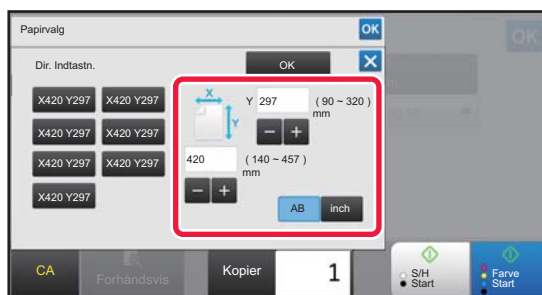 Papirvalg
OK
OK
Dir. Indtastn.
OK
X420 Y297
X420 Y297
X
Y
Y 297
( 90 ~ 320 )
mm
X420 Y297
X420 Y297
X420 Y297
X420 Y297
420
( 140 ~ 457 )
mm
X420 Y297
AB
inch
CA
Forhåndsvis
Kopier
1
S/H
Start
Farve
Start